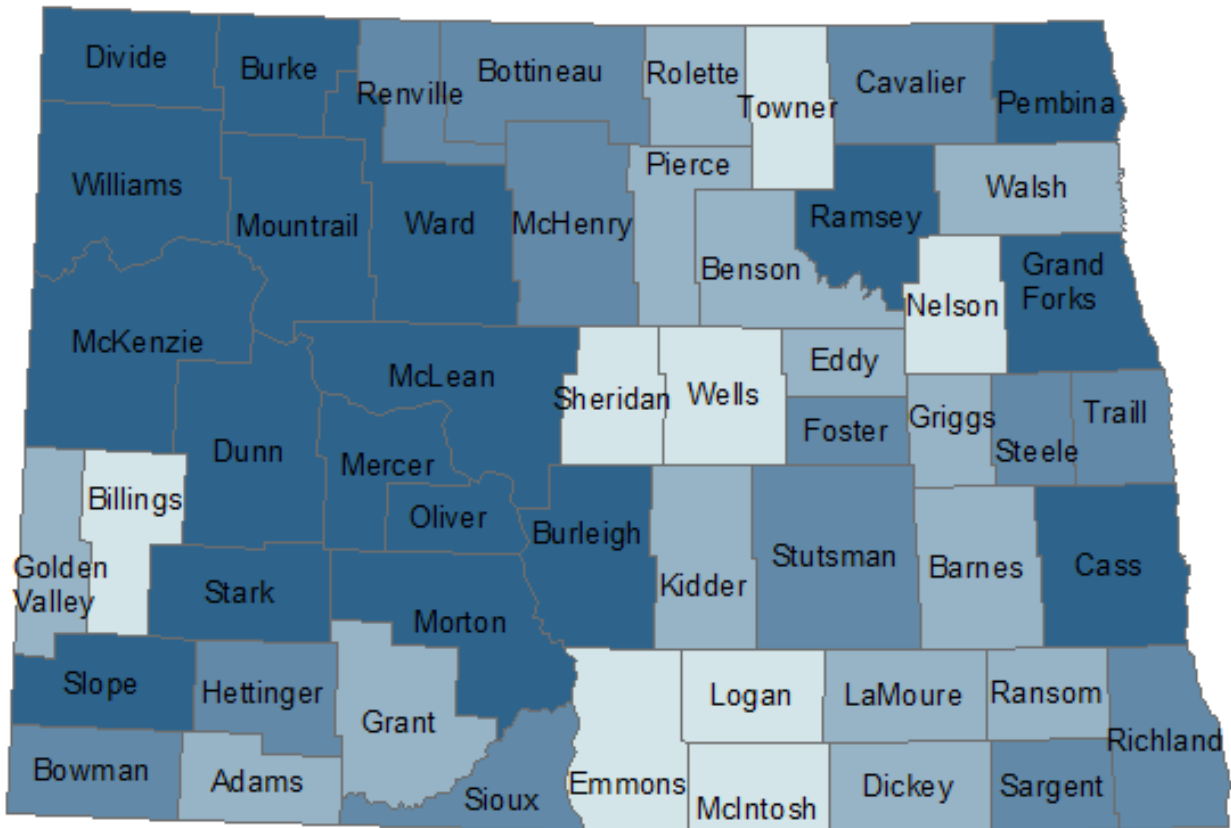 Divide
Burke
Renville
Bottineau
Rolette
Towner
Cavalier
Pembina
Williams
Mountrail
Ward
McHenry
Pierce
Benson
Ramsey
Walsh
Nelson
Grand
Forks
McKenzie
McLean
Sheridan
Wells
Eddy
Foster
Griggs
Steele
Traill
Dunn
Mercer
Oliver
Billings
Golden
Valley
Stark
Morton
Burleigh
Kidder
Stutsman
Barnes
Cass
Slope
Hettinger
Grant
Logan
LaMoure
Ransom
Richland
Bowman
Adams
Sioux
Emmons
McIntosh
Dickey
Sargent